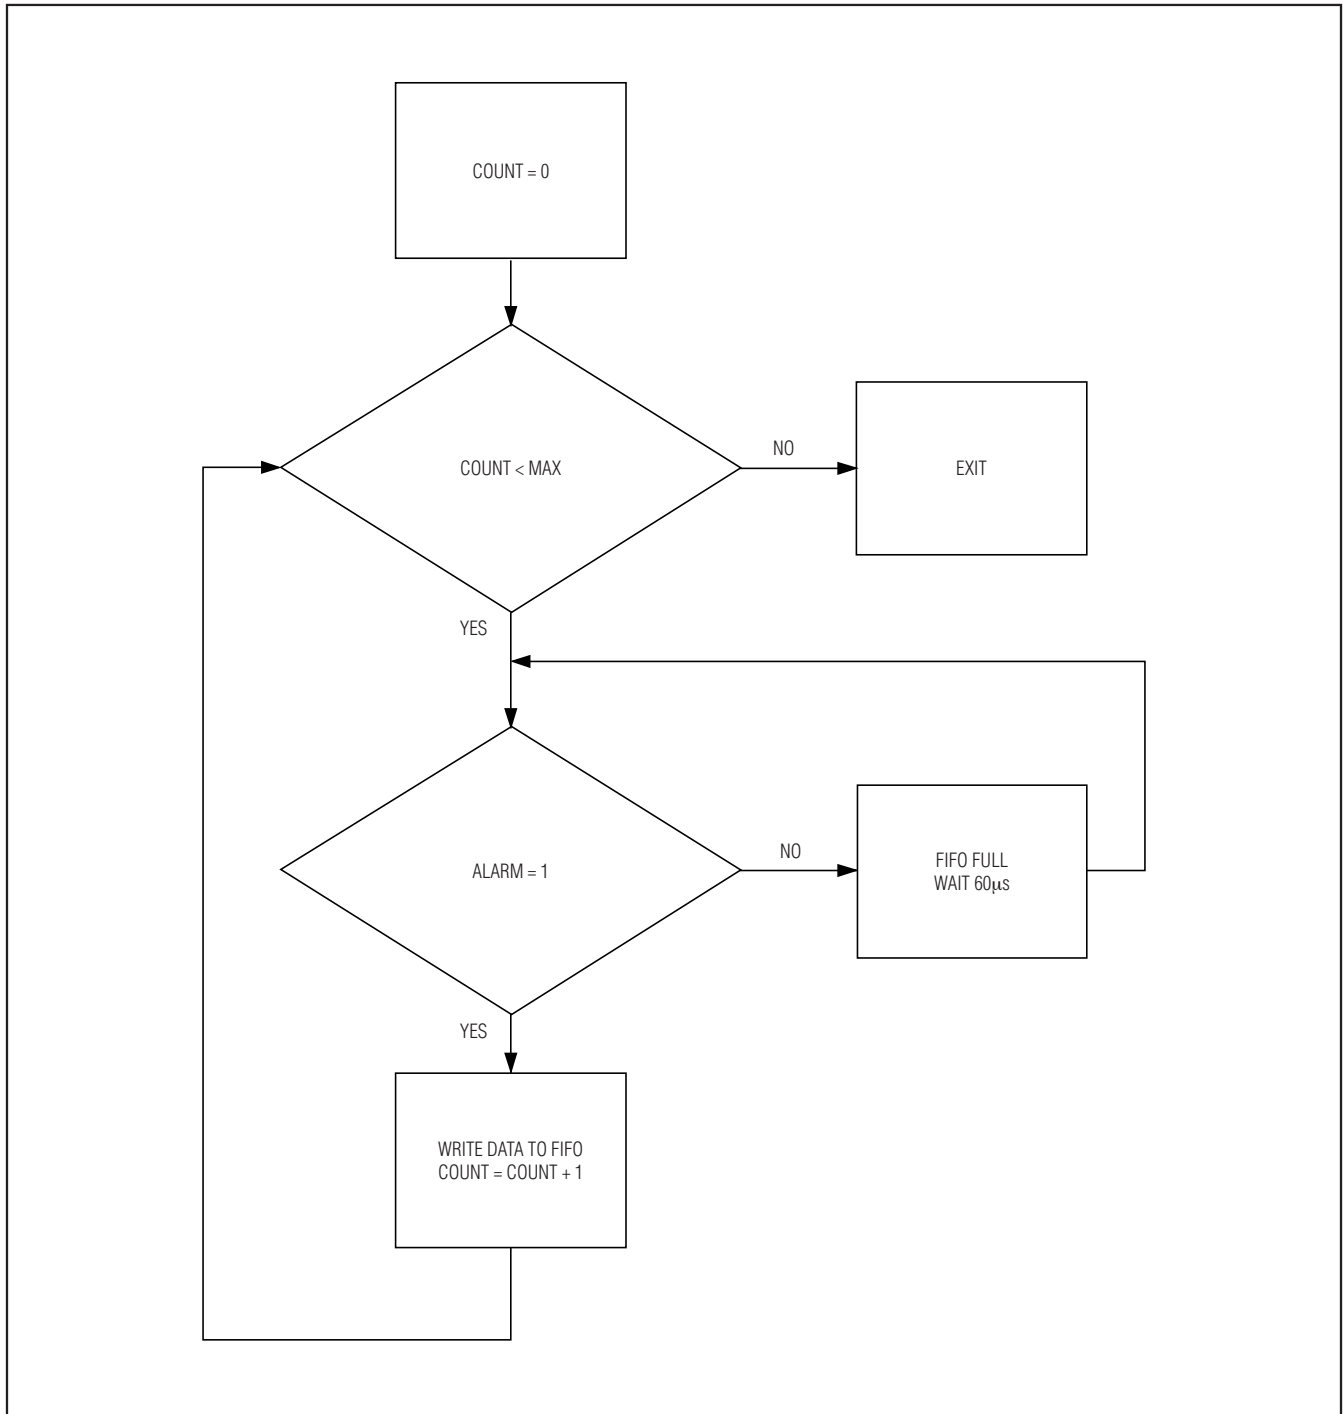 COUNT = 0
COUNT < MAX
NO
EXIT
YES
ALARM = 1
NO
FIFO FULL
WAIT 60µs
YES
WRITE DATA TO FIFO
COUNT = COUNT + 1